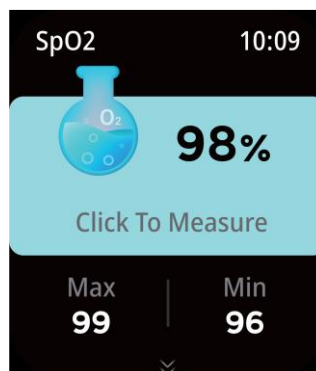 SpO2 10:09
O₂
98%
Click To Measure
Max Min
99 96